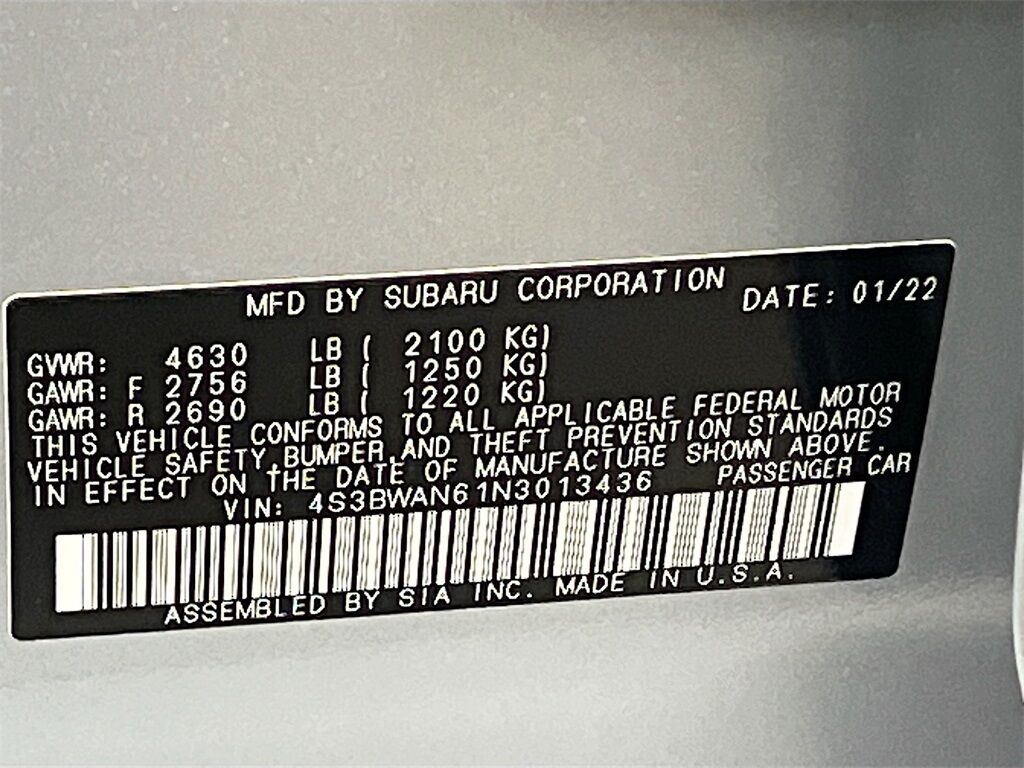 MFD BY SUBARU CORPORATION DATE: 01/22
GVWR: 4630 LB ( 2100 KG)
GAWR: F 2756 LB ( 1250 KG)
GAWR: R 2690 LB ( 1220 KG)
THIS VEHICLE CONFORMS TO ALL APPLICABLE FEDERAL MOTOR
VEHICLE SAFETY,BUMPER,AND THEFT PREVENTION STANDARDS
IN EFFECT ON THE DATE OF MANUFACTURE SHOWN ABOVE.
VIN: 4S3BWAN61N3013436 PASSENGER CAR
ASSEMBLED BY SIA INC. MADE IN U.S.A.